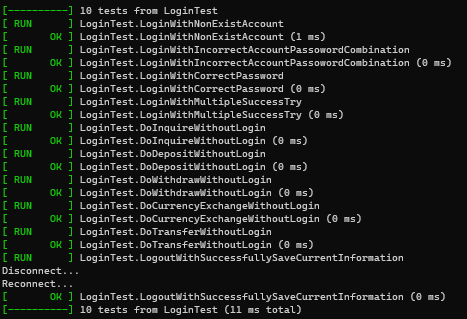 [----------] 10 tests from LoginTest
[ RUN      ] LoginTest.LoginWithNonExistAccount
[       OK ] LoginTest.LoginWithNonExistAccount (1 ms)
[ RUN      ] LoginTest.LoginWithIncorrectAccountPassowordCombination
[       OK ] LoginTest.LoginWithIncorrectAccountPassowordCombination (0 ms)
[ RUN      ] LoginTest.LoginWithCorrectPassword
[       OK ] LoginTest.LoginWithCorrectPassword (0 ms)
[ RUN      ] LoginTest.LoginWithMultipleSuccessTry
[       OK ] LoginTest.LoginWithMultipleSuccessTry (0 ms)
[ RUN      ] LoginTest.DoInquireWithoutLogin
[       OK ] LoginTest.DoInquireWithoutLogin (0 ms)
[ RUN      ] LoginTest.DoDepositWithoutLogin
[       OK ] LoginTest.DoDepositWithoutLogin (0 ms)
[ RUN      ] LoginTest.DoWithdrawWithoutLogin
[       OK ] LoginTest.DoWithdrawWithoutLogin (0 ms)
[ RUN      ] LoginTest.DoCurrencyExchangeWithoutLogin
[       OK ] LoginTest.DoCurrencyExchangeWithoutLogin (0 ms)
[ RUN      ] LoginTest.DoTransferWithoutLogin
[       OK ] LoginTest.DoTransferWithoutLogin (0 ms)
[ RUN      ] LoginTest.LogoutWithSuccessfullySaveCurrentInformation
Disconnect...
Reconnect...
[       OK ] LoginTest.LogoutWithSuccessfullySaveCurrentInformation (0 ms)
[----------] 10 tests from LoginTest (11 ms total)